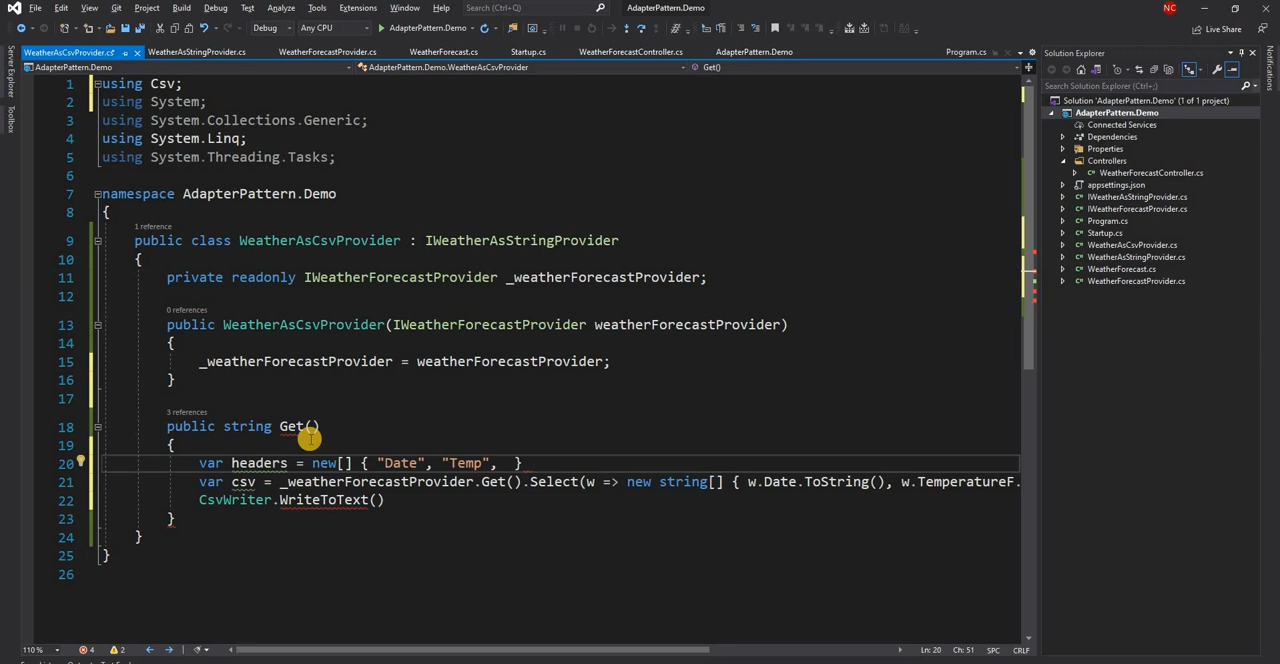 File Edit View Git Project Build Debug Test Analyze Tools Extensions Window Help Search (Ctrl+Q) AdapterPattern.Demo NC
Debug Any CPU AdapterPattern.Demo Live Share
WeatherAsCsvProvider.cs* WeatherAsStringProvider.cs WeatherForecastProvider.cs WeatherForecast.cs Startup.cs WeatherForecastController.cs AdapterPattern.Demo Program.cs
AdapterPattern.Demo AdapterPattern.Demo.WeatherAsCsvProvider Get()
Server Explorer
Toolbox
1 using Csv;
2 using System;
3 using System.Collections.Generic;
4 using System.Linq;
5 using System.Threading.Tasks;
6
7 namespace AdapterPattern.Demo
8 {
1 reference
9 public class WeatherAsCsvProvider : IWeatherAsStringProvider
10 {
11 private readonly IWeatherForecastProvider _weatherForecastProvider;
12
0 references
13 public WeatherAsCsvProvider(IWeatherForecastProvider weatherForecastProvider)
14 {
15 _weatherForecastProvider = weatherForecastProvider;
16 }
17
3 references
18 public string Get()
19 {
20 var headers = new[] { "Date", "Temp",  }
21 var csv = _weatherForecastProvider.Get().Select(w => new string[] { w.Date.ToString(), w.TemperatureF.
22 CsvWriter.WriteToText()
23 }
24 }
25 }
26
110 % 4 2 Ln: 20 Ch: 51 SPC CRLF
Solution Explorer
Search Solution Explorer (Ctrl+;)
Solution 'AdapterPattern.Demo' (1 of 1 project)
AdapterPattern.Demo
Connected Services
Dependencies
Properties
Controllers
WeatherForecastController.cs
appsettings.json
IWeatherAsStringProvider.cs
IWeatherForecastProvider.cs
Program.cs
Startup.cs
WeatherAsCsvProvider.cs
WeatherAsStringProvider.cs
WeatherForecast.cs
WeatherForecastProvider.cs
Notifications